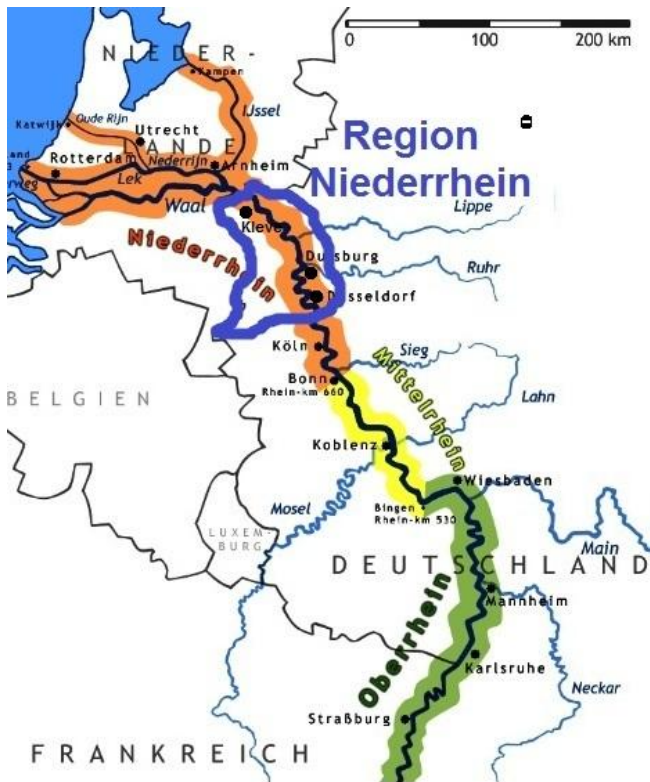 0 100 200 km
NIEDER-
Kampen
IJssel
Katwijk
Oude Rijn
Utrecht
LANDE
Rotterdam
Nederrijn
Arnheim
Lek
Waal
Region
Niederrhein
Kleve
Lippe
Niederrhein
Duisburg
Ruhr
Düsseldorf
Köln
Sieg
Mittelrhein
Bonn
Rhein-km 660
BELGIEN
Lahn
Koblenz
Wiesbaden
Mosel
Bingen
Rhein-km 530
LUXEM-
BURG
Main
DEUTSCHLAND
Mannheim
Oberrhein
Karlsruhe
Neckar
Straßburg
FRANKREICH